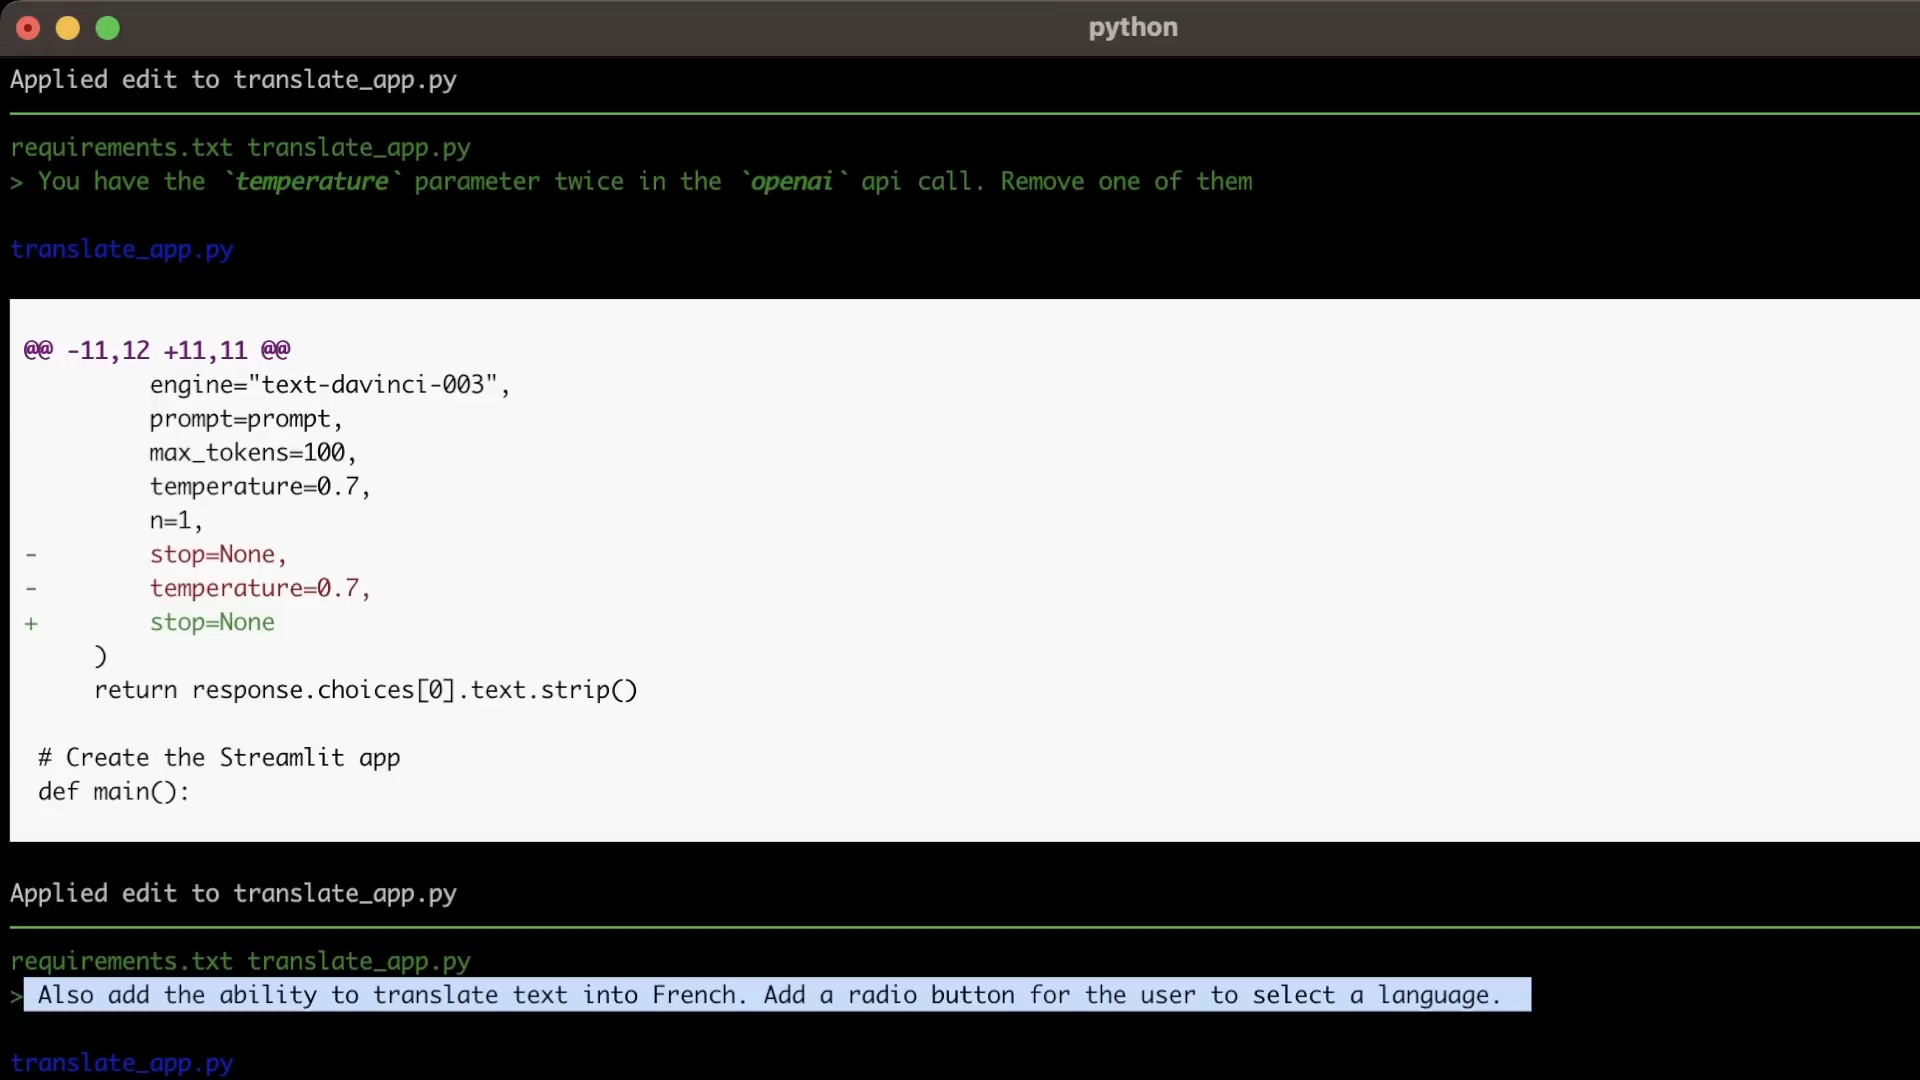 python
Applied edit to translate_app.py
requirements.txt translate_app.py
> You have the `temperature` parameter twice in the `openai` api call. Remove one of them
translate_app.py
@@ -11,12 +11,11 @@
        engine="text-davinci-003",
        prompt=prompt,
        max_tokens=100,
        temperature=0.7,
        n=1,
-        stop=None,
-        temperature=0.7,
+        stop=None
    )
    return response.choices[0].text.strip()
# Create the Streamlit app
def main():
Applied edit to translate_app.py
requirements.txt translate_app.py
> Also add the ability to translate text into French. Add a radio button for the user to select a language.
translate_app.py